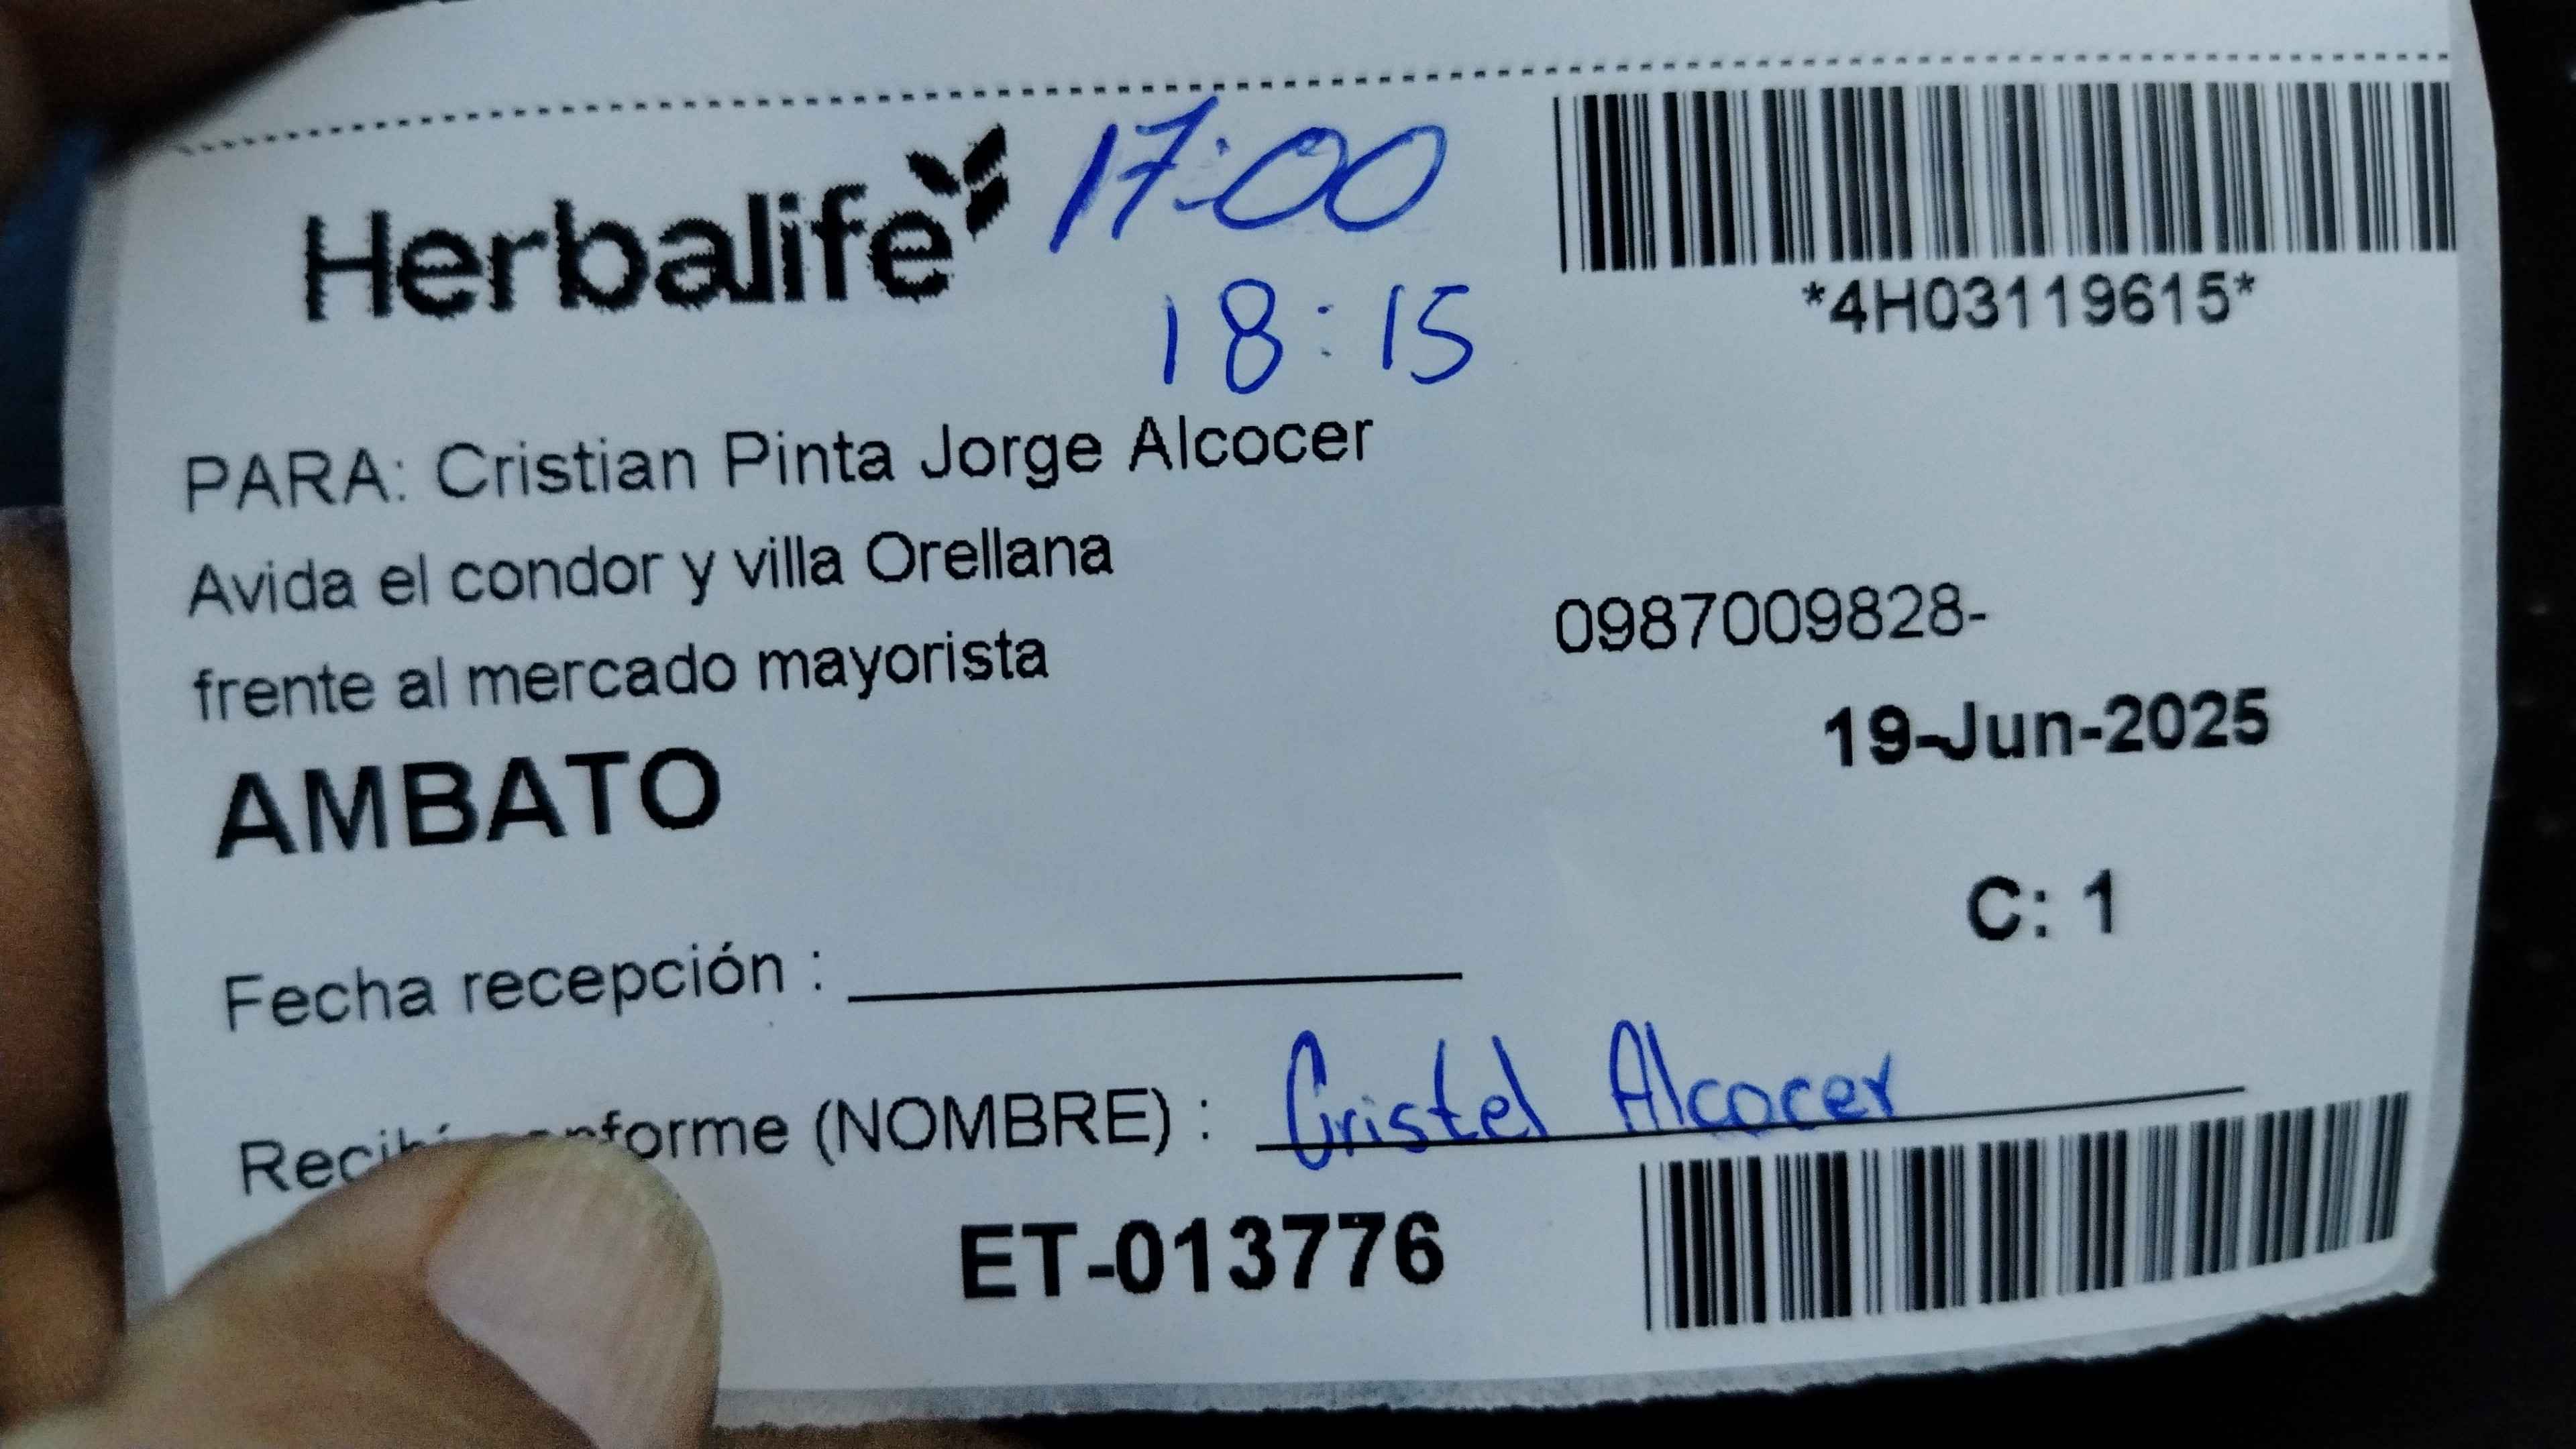 Herbalife
17:00
18:15
*4H03119615*
PARA: Cristian Pinta Jorge Alcocer
Avida el condor y villa Orellana
frente al mercado mayorista
0987009828-
AMBATO
19-Jun-2025
C: 1
Fecha recepción :
(NOMBRE) : Cristel Alcocer
ET-013776